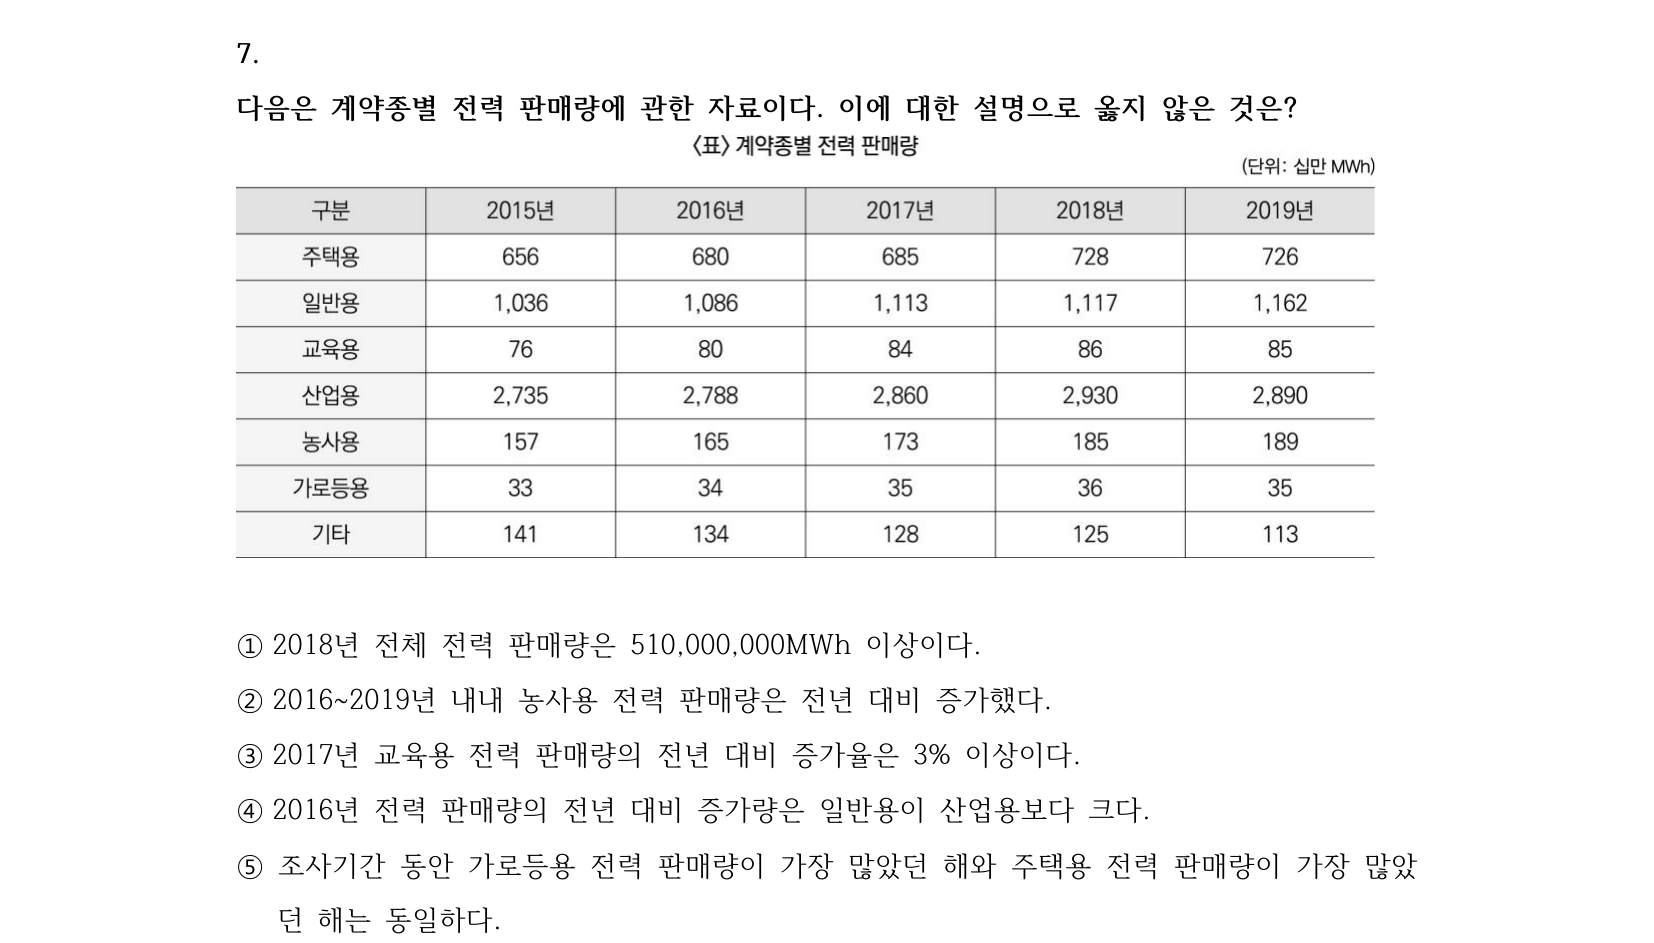 7.
다음은 계약종별 전력 판매량에 관한 자료이다. 이에 대한 설명으로 옳지 않은 것은?
〈표〉 계약종별 전력 판매량
(단위: 십만 MWh)
구분 2015년 2016년 2017년 2018년 2019년
주택용 656 680 685 728 726
일반용 1,036 1,086 1,113 1,117 1,162
교육용 76 80 84 86 85
산업용 2,735 2,788 2,860 2,930 2,890
농사용 157 165 173 185 189
가로등용 33 34 35 36 35
기타 141 134 128 125 113
① 2018년 전체 전력 판매량은 510,000,000MWh 이상이다.
② 2016~2019년 내내 농사용 전력 판매량은 전년 대비 증가했다.
③ 2017년 교육용 전력 판매량의 전년 대비 증가율은 3% 이상이다.
④ 2016년 전력 판매량의 전년 대비 증가량은 일반용이 산업용보다 크다.
⑤ 조사기간 동안 가로등용 전력 판매량이 가장 많았던 해와 주택용 전력 판매량이 가장 많았
던 해는 동일하다.